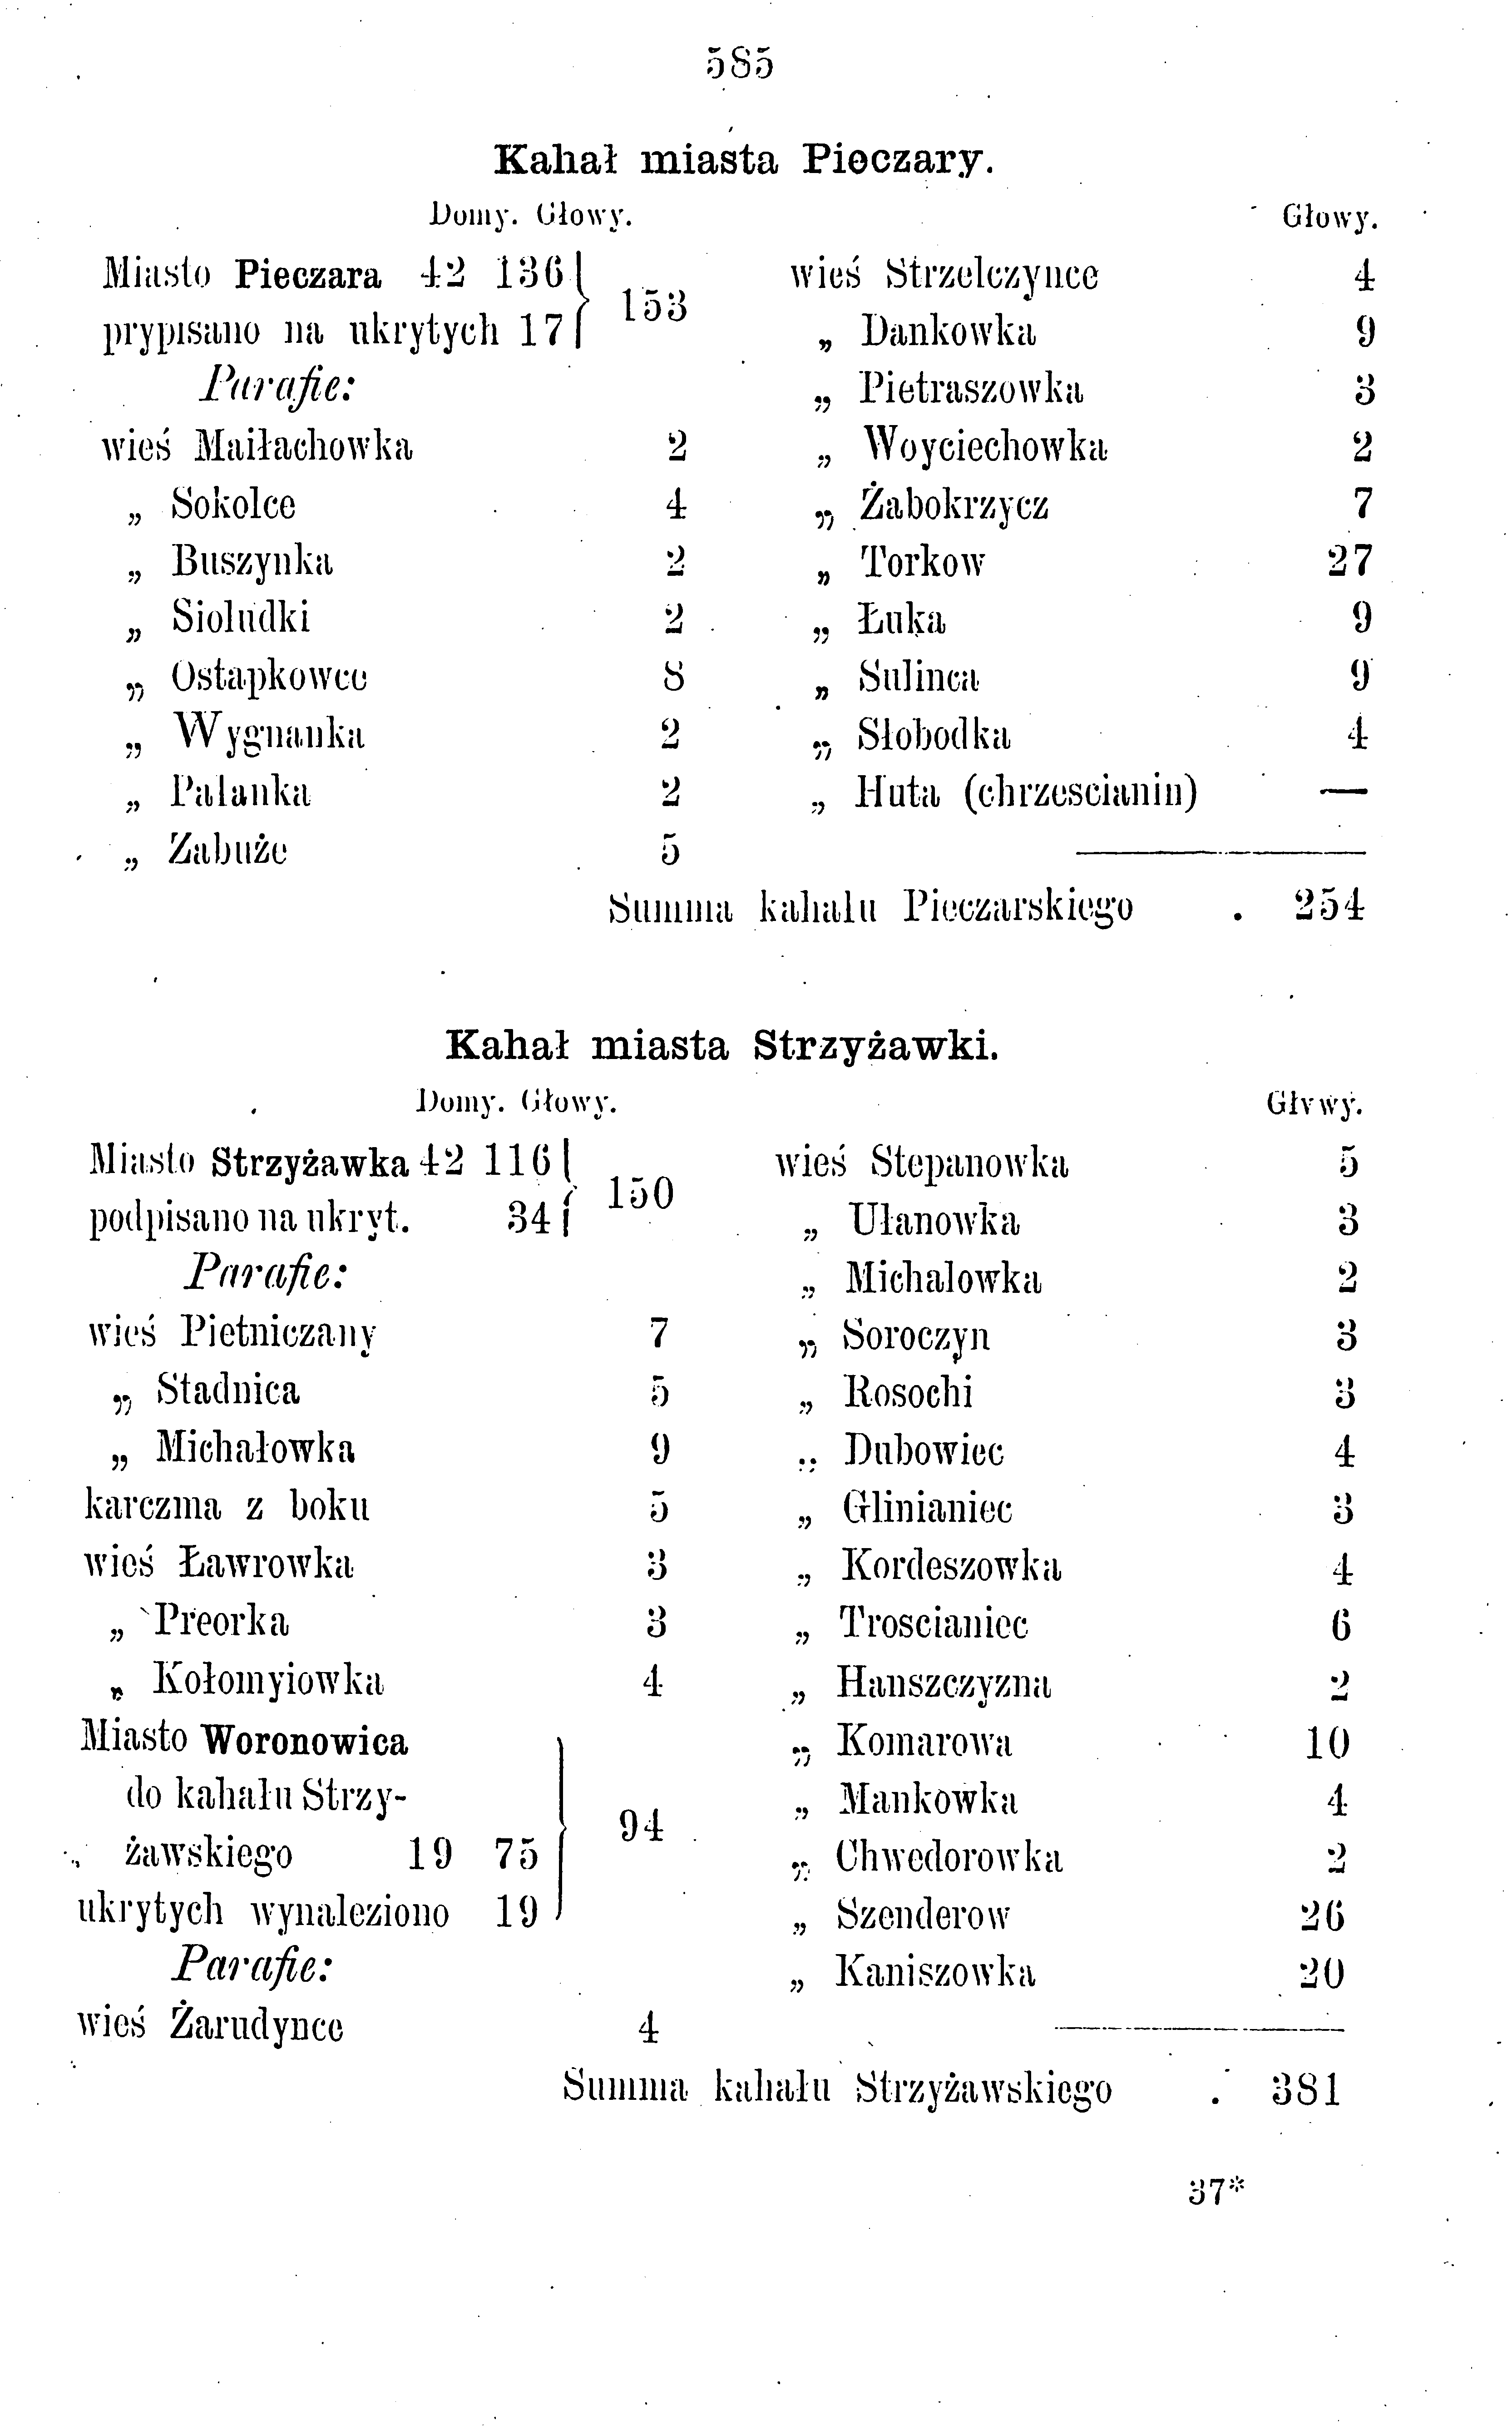 585
Kahał miasta Pieczary.
Domy. Głowy.
Miasto Pieczara 42 136
prypisano na ukrytych 17
153
Parafie:
wieś Maiłachowka 2
„ Sokolce 4
„ Buszynka 2
„ Sioludki 2
„ Ostapkowce 8
„ Wygnanka 2
„ Palanka 2
„ Zabuże 5
Głowy.
wieś Strzelczynce 4
„ Dankowka 9
„ Pietraszowka 3
„ Woyciechowka 2
„ Żabokrzycz 7
„ Torkow 27
„ Łuka 9
„ Sulinca 9
„ Słobodka 4
„ Huta (chrzescianin) —
Summa kahalu Pieczarskiego . 254
Kahał miasta Strzyżawki.
Domy. Głowy.
Miasto Strzyżawka 42 116
podpisano na ukryt. 34
150
Parafie:
wieś Pietniczany 7
„ Stadnica 5
„ Michałowka 9
karczma z boku 5
wieś Ławrowka 3
„ Preorka 3
„ Kołomyiowka 4
Miasto Woronowica
do kahału Strzy-
żawskiego 19 75
ukrytych wynaleziono 19
94
Parafie:
wieś Żarudynce 4
Głvwy.
wieś Stepanowka 5
„ Ułanowka 3
„ Michalowka 2
„ Soroczyn 3
„ Rosochi 3
„ Dubowiec 4
„ Glinianiec 3
„ Kordeszowka 4
„ Troscianiec 6
„ Hanszczyzna 2
„ Komarowa 10
„ Mankowka 4
„ Chwedorowka 2
„ Szenderow 26
„ Kaniszowka 20
Summa kahału Strzyżawskiego . 381
37*